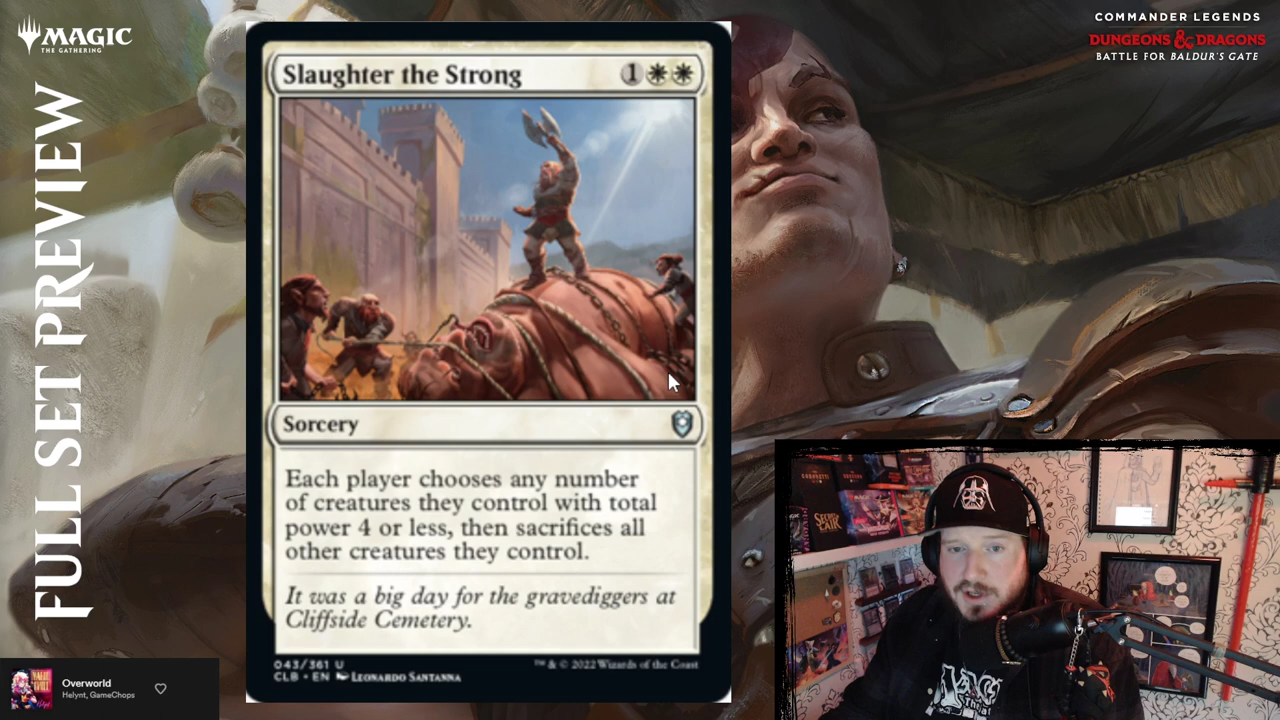 MAGIC
THE GATHERING
FULL SET PREVIEW
Slaughter the Strong
1
Sorcery
Each player chooses any number
of creatures they control with total
power 4 or less, then sacrifices all
other creatures they control.
It was a big day for the gravediggers at
Cliffside Cemetery.
043/361 U
CLB • EN LEONARDO SANTANNA
™ & © 2022 Wizards of the Coast
COMMANDER LEGENDS
DUNGEONS & DRAGONS
BATTLE FOR BALDUR'S GATE
Overworld
Helynt, GameChops
SECRET
LAIR